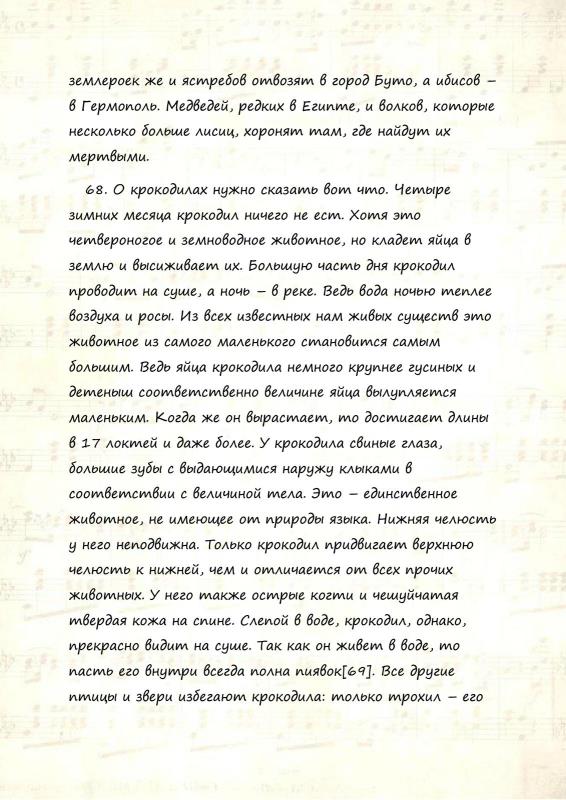 землероек же и ястребов отвозят в город Буто, а ибисов –
в Гермополь. Медведей, редких в Египте, и волков, которые
несколько больше лисиц, хоронят там, где найдут их
мертвыми.
68. О крокодилах нужно сказать вот что. Четыре
зимних месяца крокодил ничего не ест. Хотя это
четвероногое и земноводное животное, но кладет яйца в
землю и высиживает их. Большую часть дня крокодил
проводит на суше, а ночь – в реке. Ведь вода ночью теплее
воздуха и росы. Из всех известных нам живых существ это
животное из самого маленького становится самым
большим. Ведь яйца крокодила немного крупнее гусиных и
детеныш соответственно величине яйца вылупляется
маленьким. Когда же он вырастает, то достигает длины
в 17 локтей и даже более. У крокодила свиные глаза,
большие зубы с выдающимися наружу клыками в
соответствии с величиной тела. Это – единственное
животное, не имеющее от природы языка. Нижняя челюсть
у него неподвижна. Только крокодил придвигает верхнюю
челюсть к нижней, чем и отличается от всех прочих
животных. У него также острые когти и чешуйчатая
твердая кожа на спине. Слепой в воде, крокодил, однако,
прекрасно видит на суше. Так как он живет в воде, то
пасть его внутри всегда полна пиявок[69]. Все другие
птицы и звери избегают крокодила: только трохил – его